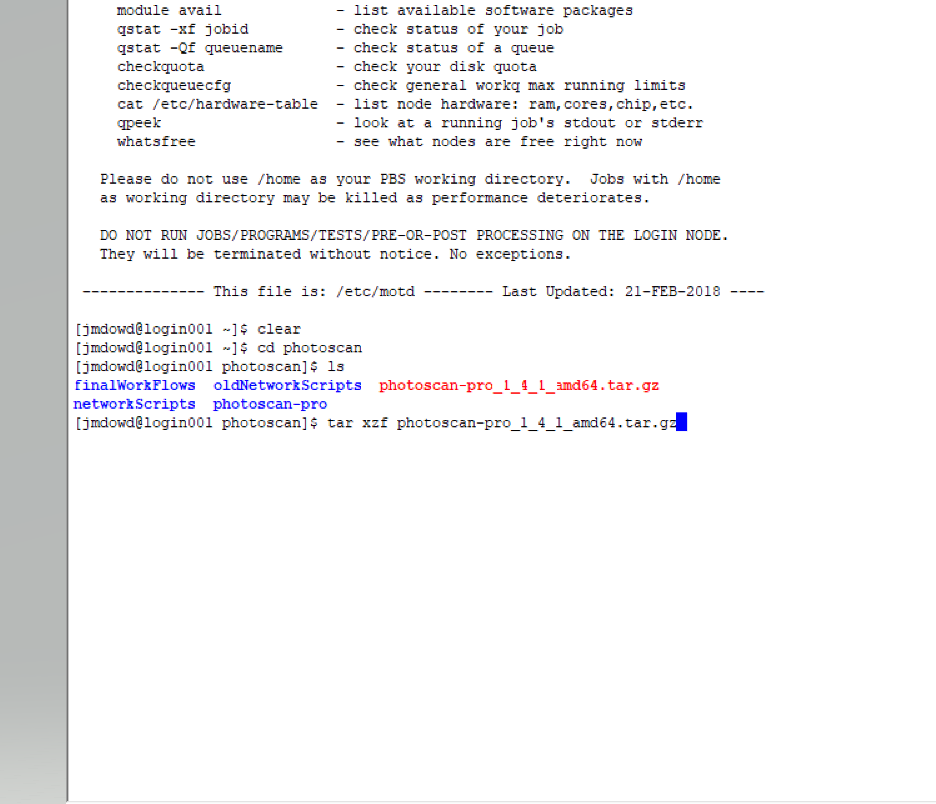 module avail             - list available software packages
qstat -xf jobid          - check status of your job
qstat -Qf queuename      - check status of a queue
checkquota               - check your disk quota
checkqueuecfg            - check general workq max running limits
cat /etc/hardware-table  - list node hardware: ram,cores,chip,etc.
qpeek                    - look at a running job's stdout or stderr
whatsfree                - see what nodes are free right now
Please do not use /home as your PBS working directory.  Jobs with /home
as working directory may be killed as performance deteriorates.
DO NOT RUN JOBS/PROGRAMS/TESTS/PRE-OR-POST PROCESSING ON THE LOGIN NODE.
They will be terminated without notice. No exceptions.
-------------- This file is: /etc/motd -------- Last Updated: 21-FEB-2018 ----
[jmdowd@login001 ~]$ clear
[jmdowd@login001 ~]$ cd photoscan
[jmdowd@login001 photoscan]$ ls
finalWorkFlows  oldNetworkScripts  photoscan-pro_1_4_1_amd64.tar.gz
networkScripts  photoscan-pro
[jmdowd@login001 photoscan]$ tar xzf photoscan-pro_1_4_1_amd64.tar.gz